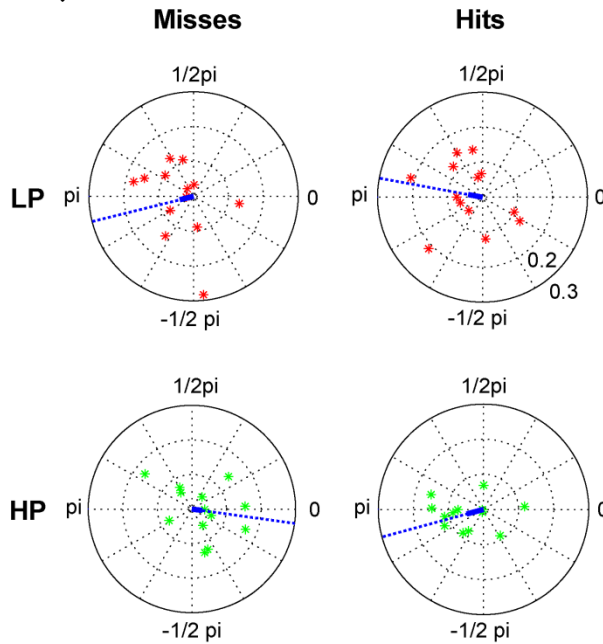 Misses Hits
1/2pi 1/2pi
LP pi 0 pi 0
0.2
0.3
-1/2 pi -1/2 pi
1/2pi 1/2pi
HP pi 0 pi 0
-1/2 pi -1/2 pi